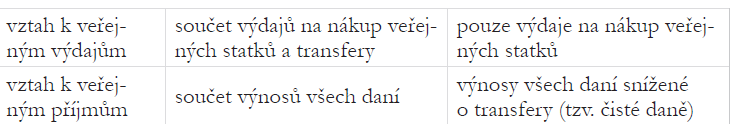 vztah k veřej-
ným výdajům
součet výdajů na nákup veřej-
ných statků a transfery
pouze výdaje na nákup veřej-
ných statků
vztah k veřej-
ným příjmům
součet výnosů všech daní
výnosy všech daní snížené
o transfery (tzv. čisté daně)